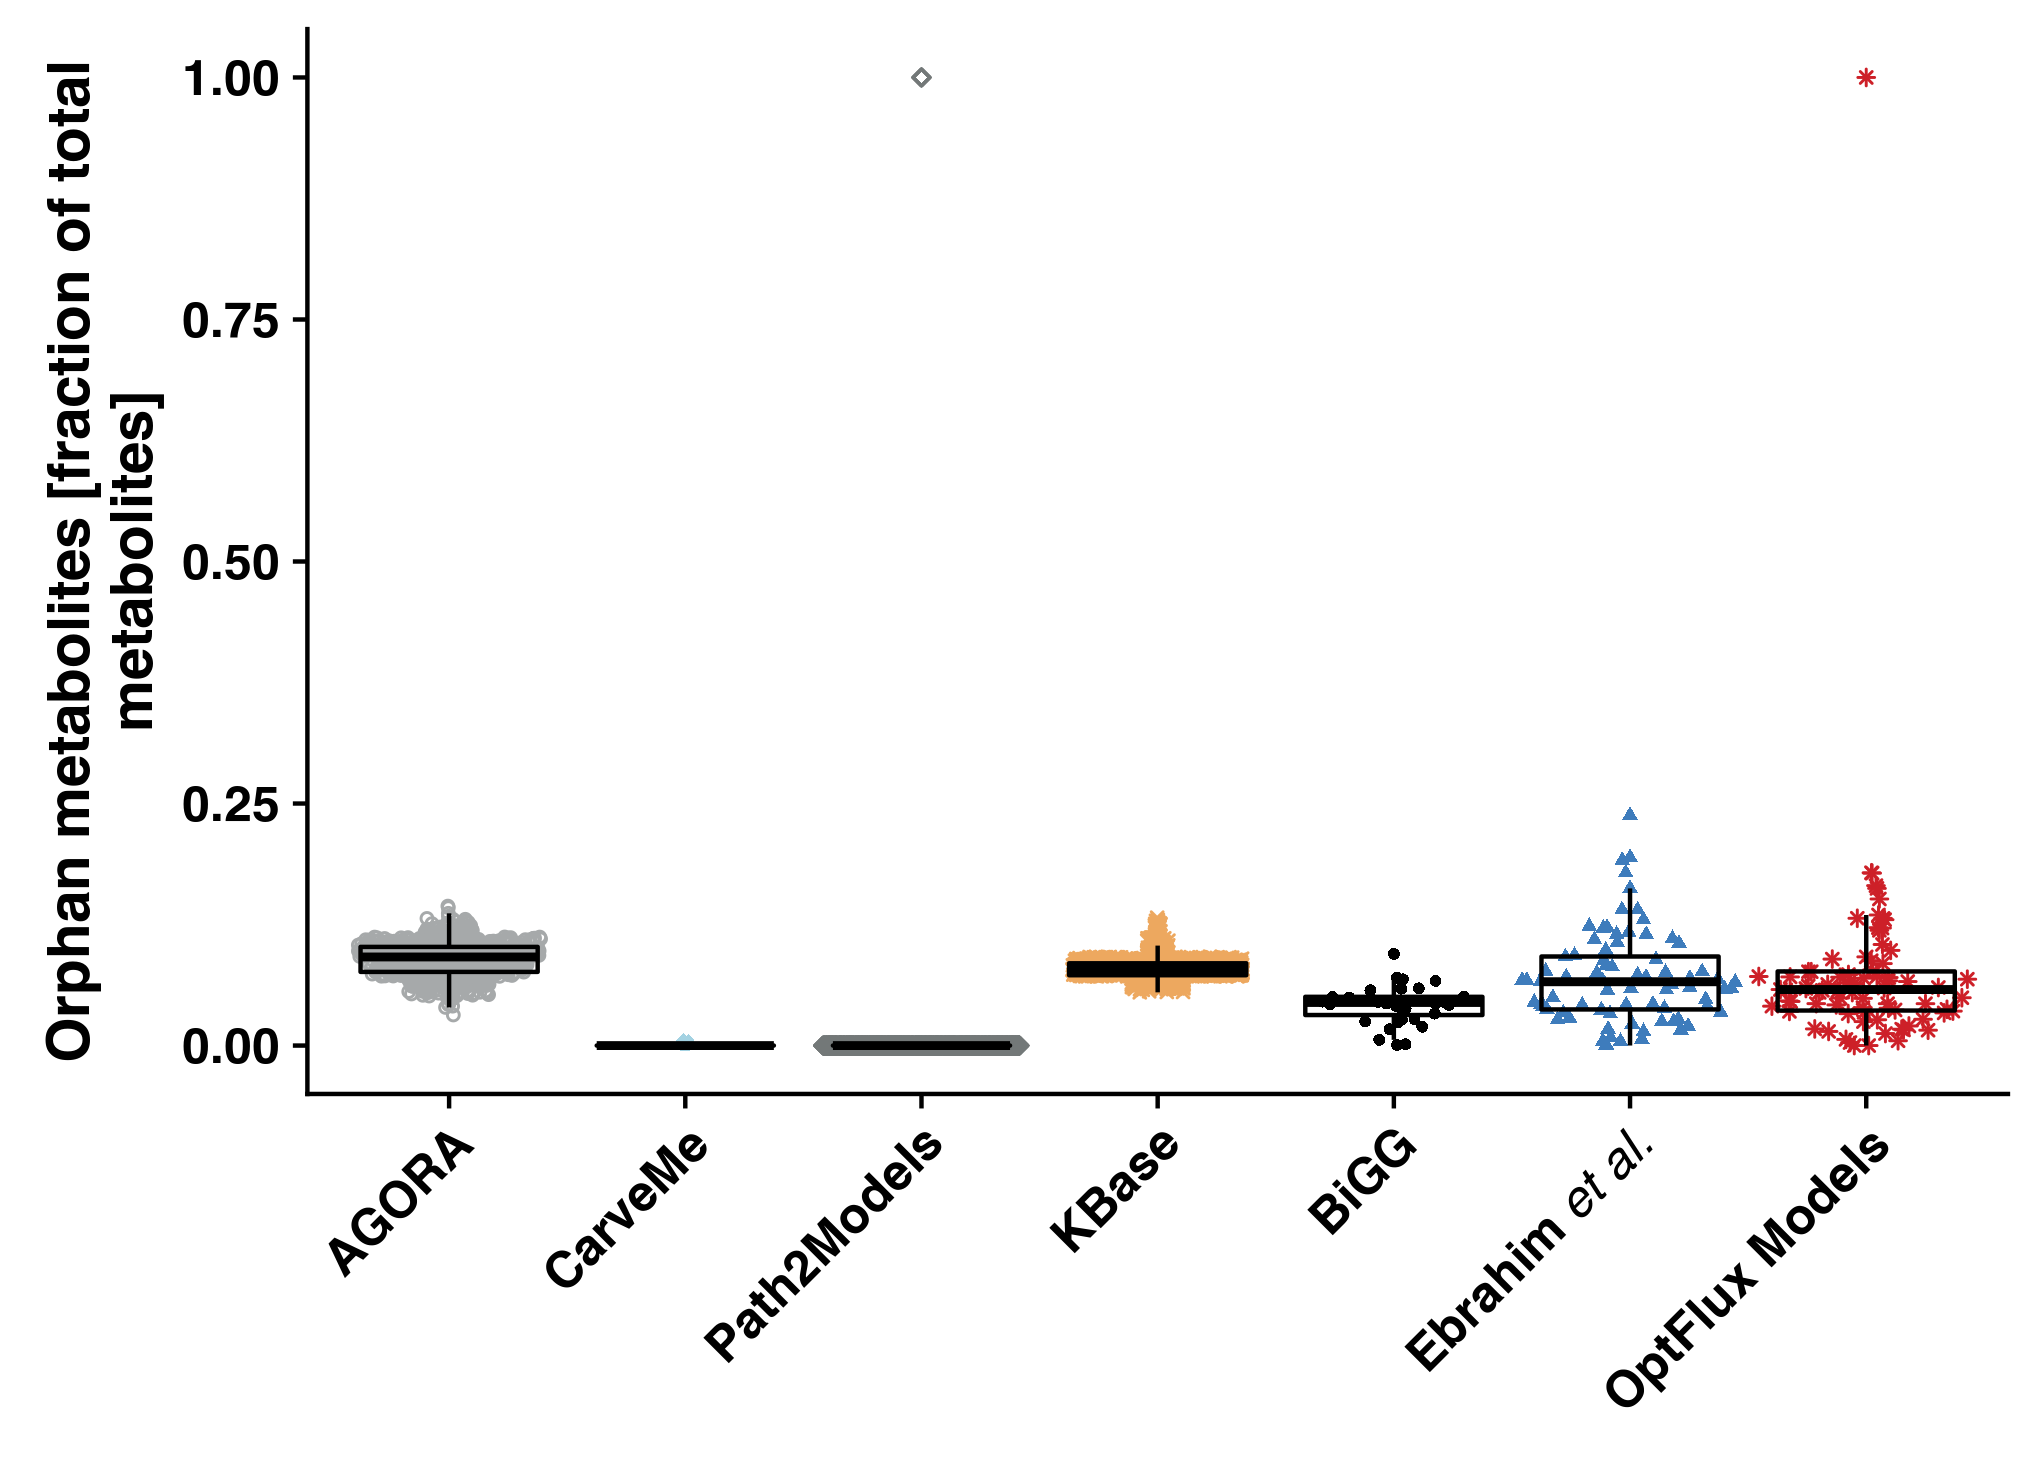 Orphan metabolites [fraction of total
metabolites]
1.00
0.75
0.50
0.25
0.00
AGORA
CarveMe
Path2Models
KBase
BiGG
Ebrahim et al.
OptFlux Models